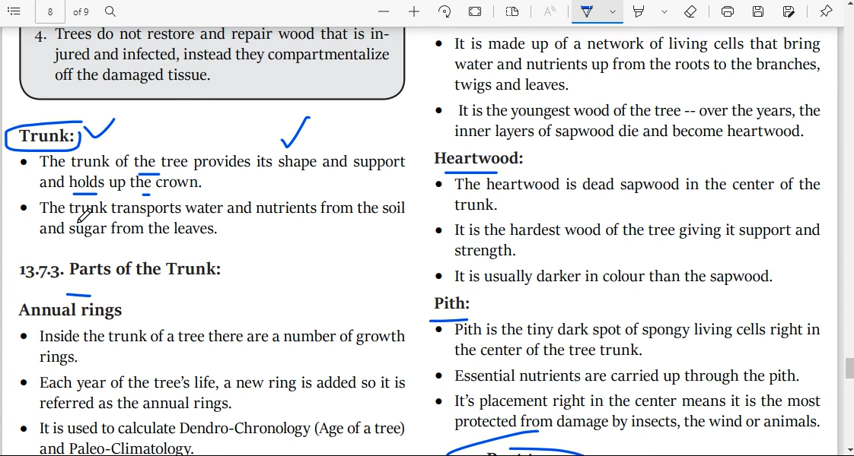 8 of 9
4. Trees do not restore and repair wood that is in-
jured and infected, instead they compartmentalize
off the damaged tissue.
Trunk:
• The trunk of the tree provides its shape and support
and holds up the crown.
• The trunk transports water and nutrients from the soil
and sugar from the leaves.
13.7.3. Parts of the Trunk:
Annual rings
• Inside the trunk of a tree there are a number of growth
rings.
• Each year of the tree's life, a new ring is added so it is
referred as the annual rings.
• It is used to calculate Dendro-Chronology (Age of a tree)
and Paleo-Climatology.
• It is made up of a network of living cells that bring
water and nutrients up from the roots to the branches,
twigs and leaves.
• It is the youngest wood of the tree -- over the years, the
inner layers of sapwood die and become heartwood.
Heartwood:
• The heartwood is dead sapwood in the center of the
trunk.
• It is the hardest wood of the tree giving it support and
strength.
• It is usually darker in colour than the sapwood.
Pith:
• Pith is the tiny dark spot of spongy living cells right in
the center of the tree trunk.
• Essential nutrients are carried up through the pith.
• It's placement right in the center means it is the most
protected from damage by insects, the wind or animals.